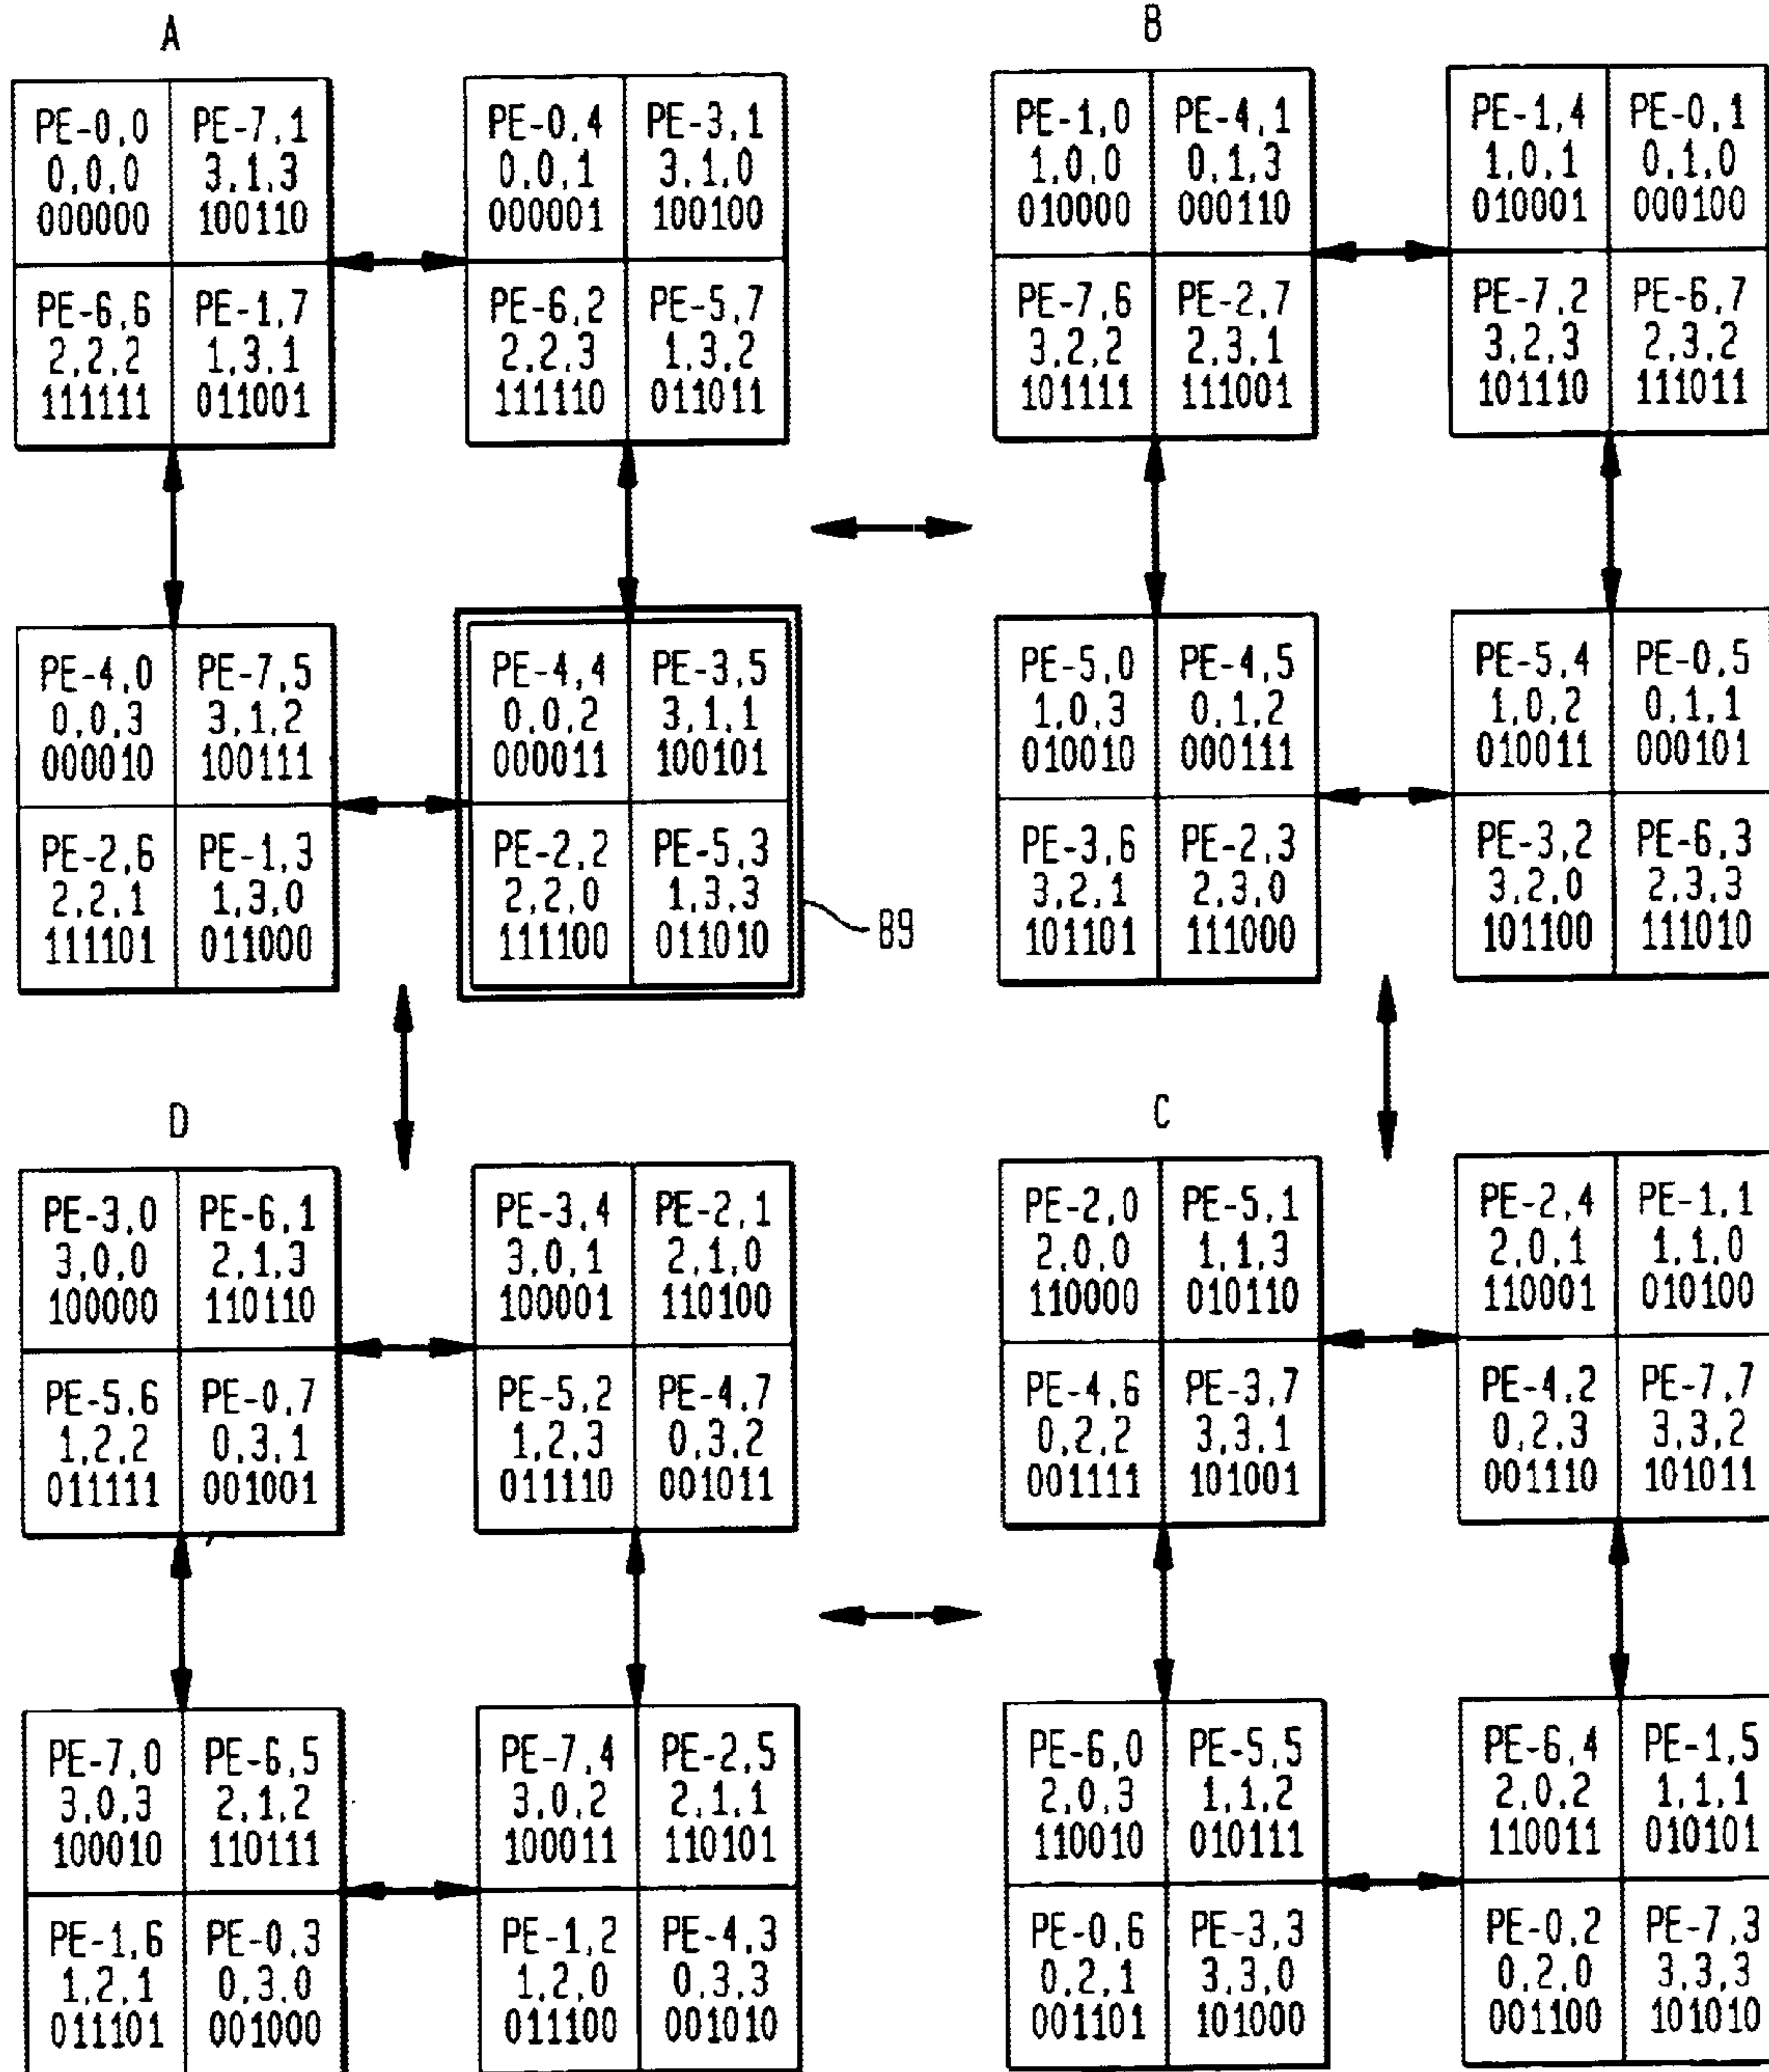 A
PE-0,0
0,0,0
000000
PE-7,1
3,1,3
100110
PE-6,6
2,2,2
111111
PE-1,7
1,3,1
011001
PE-0,4
0,0,1
000001
PE-3,1
3,1,0
100100
PE-6,2
2,2,3
111110
PE-5,7
1,3,2
011011
PE-4,0
0,0,3
000010
PE-7,5
3,1,2
100111
PE-2,6
2,2,1
111101
PE-1,3
1,3,0
011000
PE-4,4
0,0,2
000011
PE-3,5
3,1,1
100101
PE-2,2
2,2,0
111100
PE-5,3
1,3,3
011010
89
B
PE-1,0
1,0,0
010000
PE-4,1
0,1,3
000110
PE-7,6
3,2,2
101111
PE-2,7
2,3,1
111001
PE-1,4
1,0,1
010001
PE-0,1
0,1,0
000100
PE-7,2
3,2,3
101110
PE-6,7
2,3,2
111011
PE-5,0
1,0,3
010010
PE-4,5
0,1,2
000111
PE-3,6
3,2,1
101101
PE-2,3
2,3,0
111000
PE-5,4
1,0,2
010011
PE-0,5
0,1,1
000101
PE-3,2
3,2,0
101100
PE-6,3
2,3,3
111010
D
PE-3,0
3,0,0
100000
PE-6,1
2,1,3
110110
PE-5,6
1,2,2
011111
PE-0,7
0,3,1
001001
PE-3,4
3,0,1
100001
PE-2,1
2,1,0
110100
PE-5,2
1,2,3
011110
PE-4,7
0,3,2
001011
PE-7,0
3,0,3
100010
PE-6,5
2,1,2
110111
PE-1,6
1,2,1
011101
PE-0,3
0,3,0
001000
PE-7,4
3,0,2
100011
PE-2,5
2,1,1
110101
PE-1,2
1,2,0
011100
PE-4,3
0,3,3
001010
C
PE-2,0
2,0,0
110000
PE-5,1
1,1,3
010110
PE-4,6
0,2,2
001111
PE-3,7
3,3,1
101001
PE-2,4
2,0,1
110001
PE-1,1
1,1,0
010100
PE-4,2
0,2,3
001110
PE-7,7
3,3,2
101011
PE-6,0
2,0,3
110010
PE-5,5
1,1,2
010111
PE-0,6
0,2,1
001101
PE-3,3
3,3,0
101000
PE-6,4
2,0,2
110011
PE-1,5
1,1,1
010101
PE-0,2
0,2,0
001100
PE-7,3
3,3,3
101010